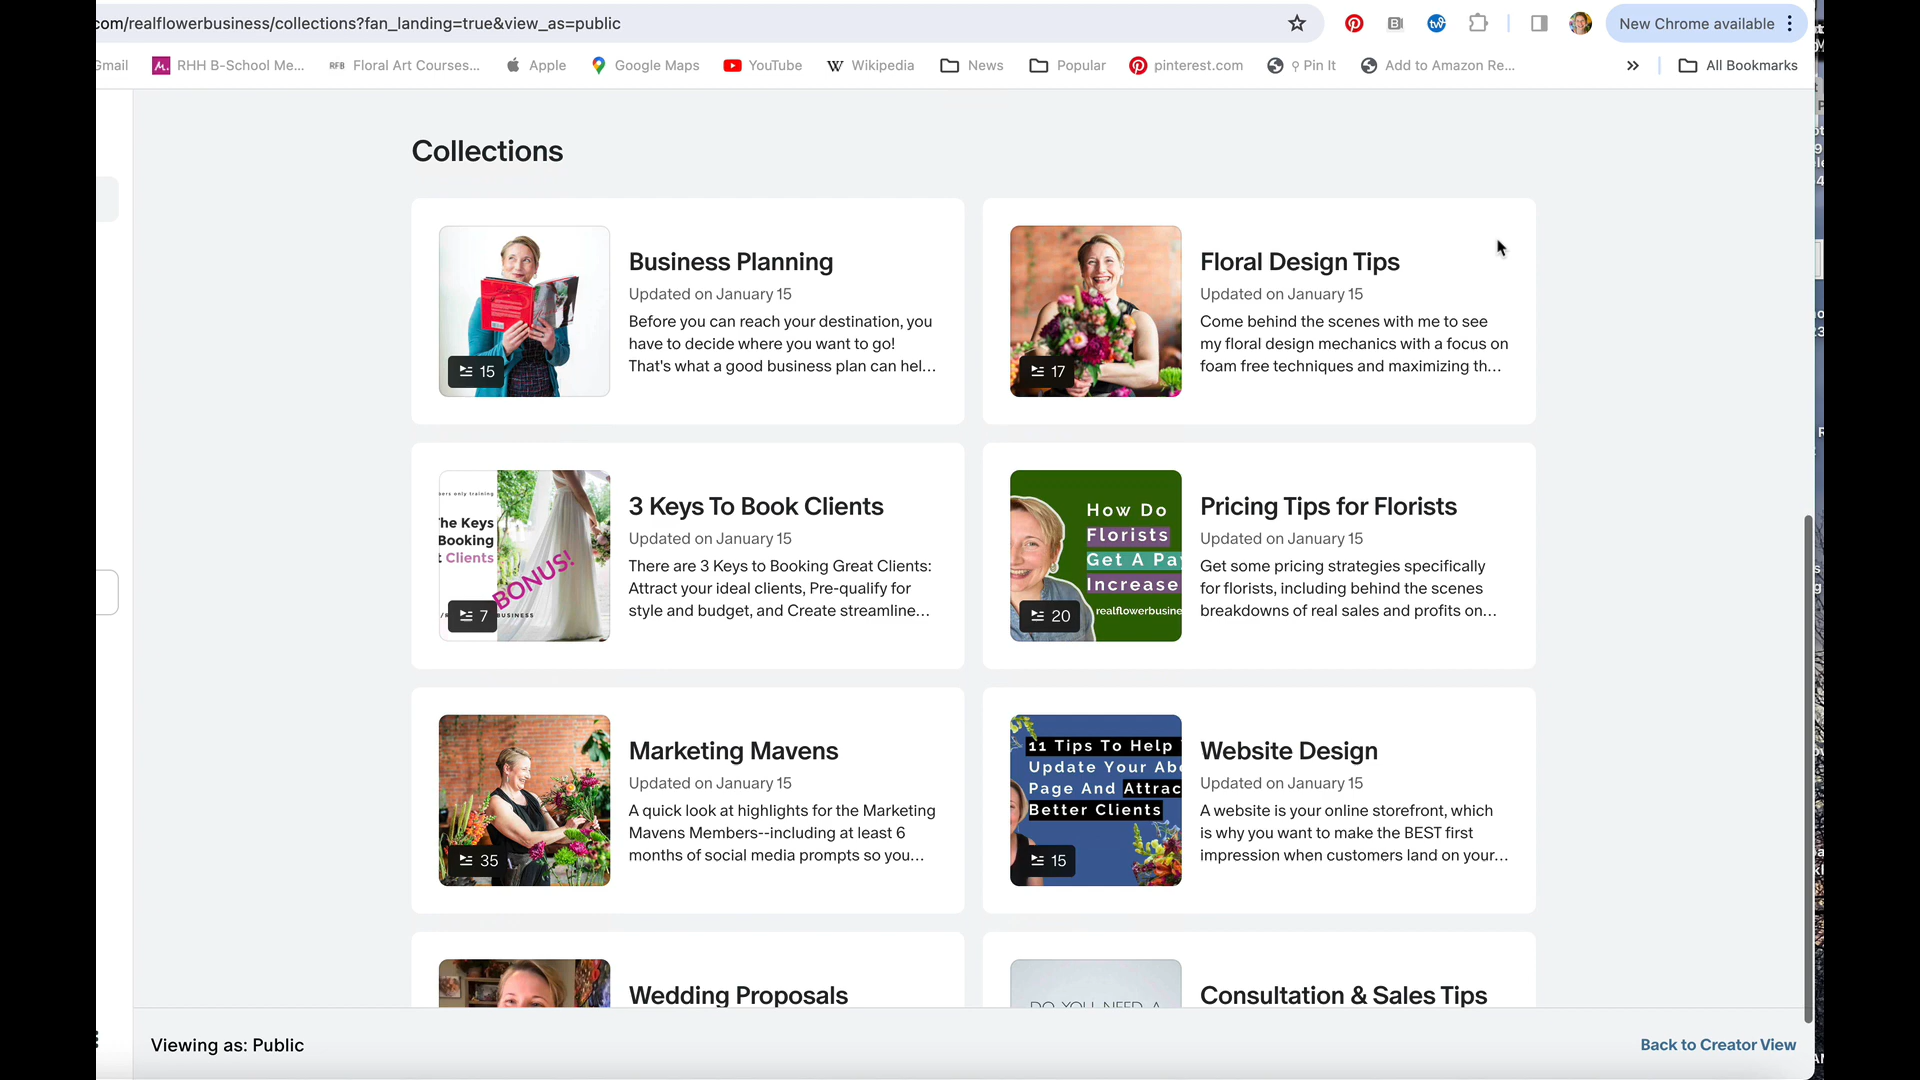 com/realflowerbusiness/collections?fan_landing=true&view_as=public
New Chrome available
Gmail
RHH B-School Me...
RFB Floral Art Courses...
Apple
Google Maps
YouTube
W Wikipedia
News
Popular
pinterest.com
Pin It
Add to Amazon Re...
All Bookmarks
Collections
Business Planning
Updated on January 15
Before you can reach your destination, you
have to decide where you want to go!
That's what a good business plan can hel...
15
Floral Design Tips
Updated on January 15
Come behind the scenes with me to see
my floral design mechanics with a focus on
foam free techniques and maximizing th...
17
The Keys
Booking
t Clients
BONUS!
BUSINESS
7
3 Keys To Book Clients
Updated on January 15
There are 3 Keys to Booking Great Clients:
Attract your ideal clients, Pre-qualify for
style and budget, and Create streamline...
How Do
Florists
Get A Pay
Increase
realflowerbusine
20
Pricing Tips for Florists
Updated on January 15
Get some pricing strategies specifically
for florists, including behind the scenes
breakdowns of real sales and profits on...
35
Marketing Mavens
Updated on January 15
A quick look at highlights for the Marketing
Mavens Members--including at least 6
months of social media prompts so you...
11 Tips To Help
Update Your Abo
Page And Attrac
Better Clients
15
Website Design
Updated on January 15
A website is your online storefront, which
is why you want to make the BEST first
impression when customers land on your...
Wedding Proposals
DO YOU NEED A
Consultation & Sales Tips
Viewing as: Public
Back to Creator View